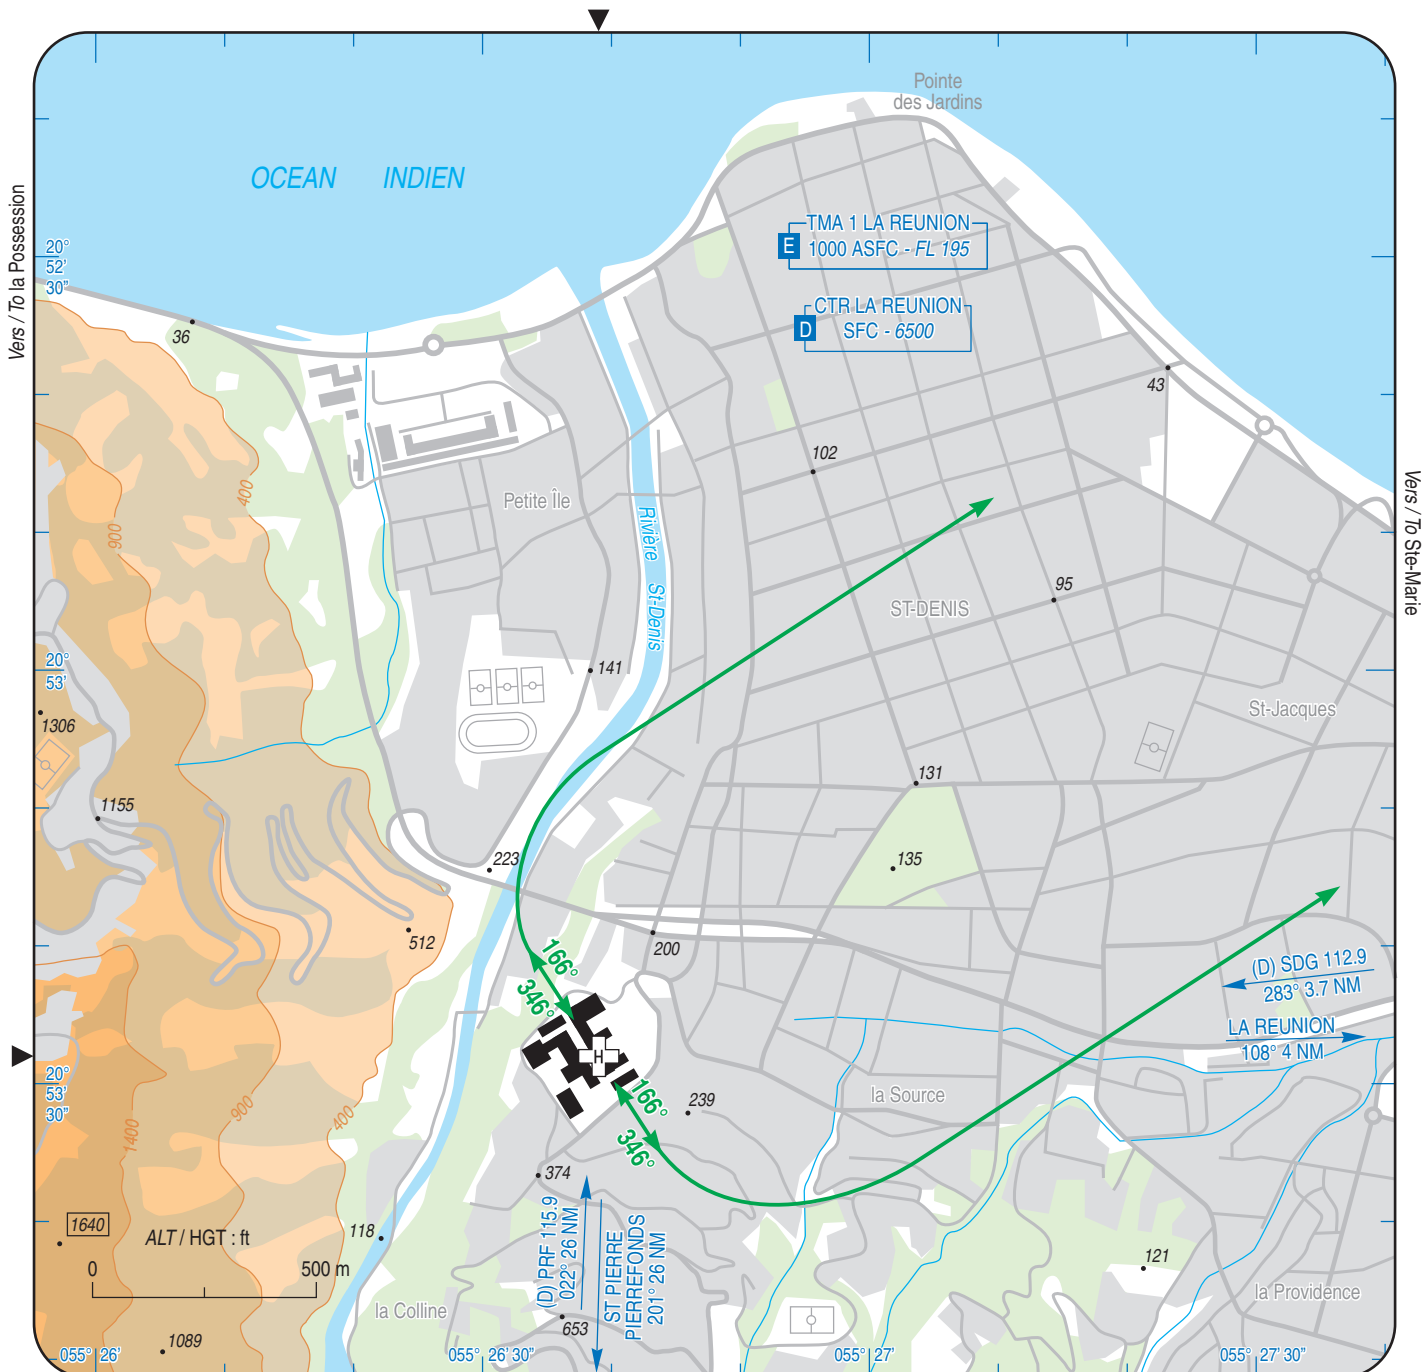 Pointe
des Jardins
OCEAN INDIEN
Vers / To la Possession
20°
52'
30"
TMA 1 LA REUNION
E 1000 ASFC - FL 195
CTR LA REUNION
D SFC - 6500
36
43
102
400
900
Petite Île
Rivière St-Denis
Vers / To Ste-Marie
95
ST-DENIS
20°
53'
141
1306
St-Jacques
131
1155
135
223
512
200
166°
346°
(D) SDG 112.9
283° 3.7 NM
LA REUNION
108° 4 NM
H
20°
53'
30"
166°
346°
239
la Source
900
400
1400
374
1640
ALT / HGT : ft
0 500 m
118
(D) PRF 115.9
022° 26 NM
ST PIERRE
PIERREFONDS
201° 26 NM
121
la Colline
la Providence
653
1089
055° 26'
055° 26' 30"
055° 27'
055° 27' 30"